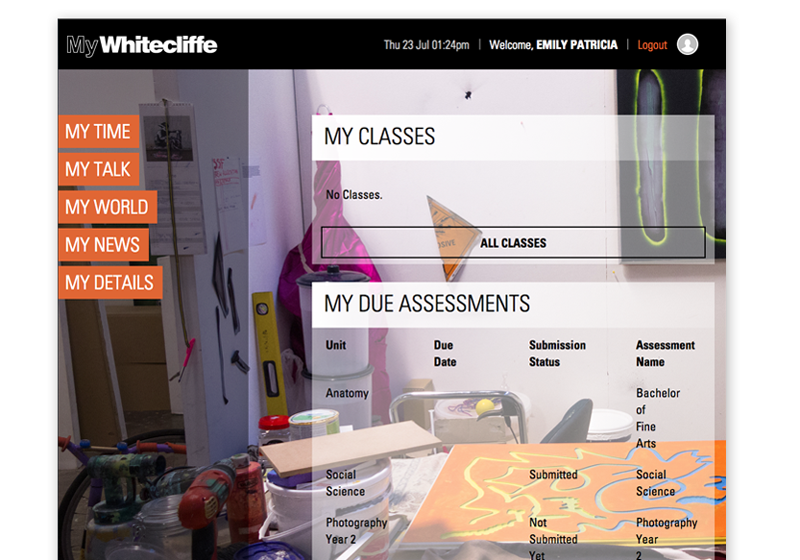 MyWhitecliffe
Thu 23 Jul 01:24pm | Welcome, EMILY PATRICIA | Logout
MY TIME
MY TALK
MY WORLD
MY NEWS
MY DETAILS
MY CLASSES
No Classes.
ALL CLASSES
MY DUE ASSESSMENTS
Unit Due Submission Assessment
Date Status Name
Anatomy Bachelor
of
Fine
Arts
Social Submitted Social
Science Science
Photography Not Photography
Year 2 Submitted Year
Yet 2